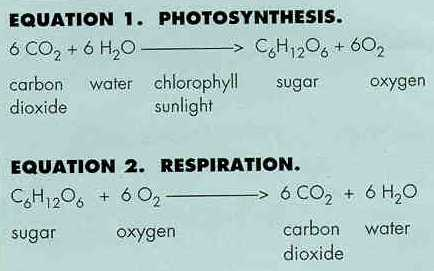 EQUATION 1. PHOTOSYNTHESIS.
6 CO₂ + 6 H₂O ————> C₆H₁₂O₆ + 6O₂
carbon water chlorophyll sugar oxygen
dioxide sunlight
EQUATION 2. RESPIRATION.
C₆H₁₂O₆ + 6 O₂ ————> 6 CO₂ + 6 H₂O
sugar oxygen carbon water
dioxide